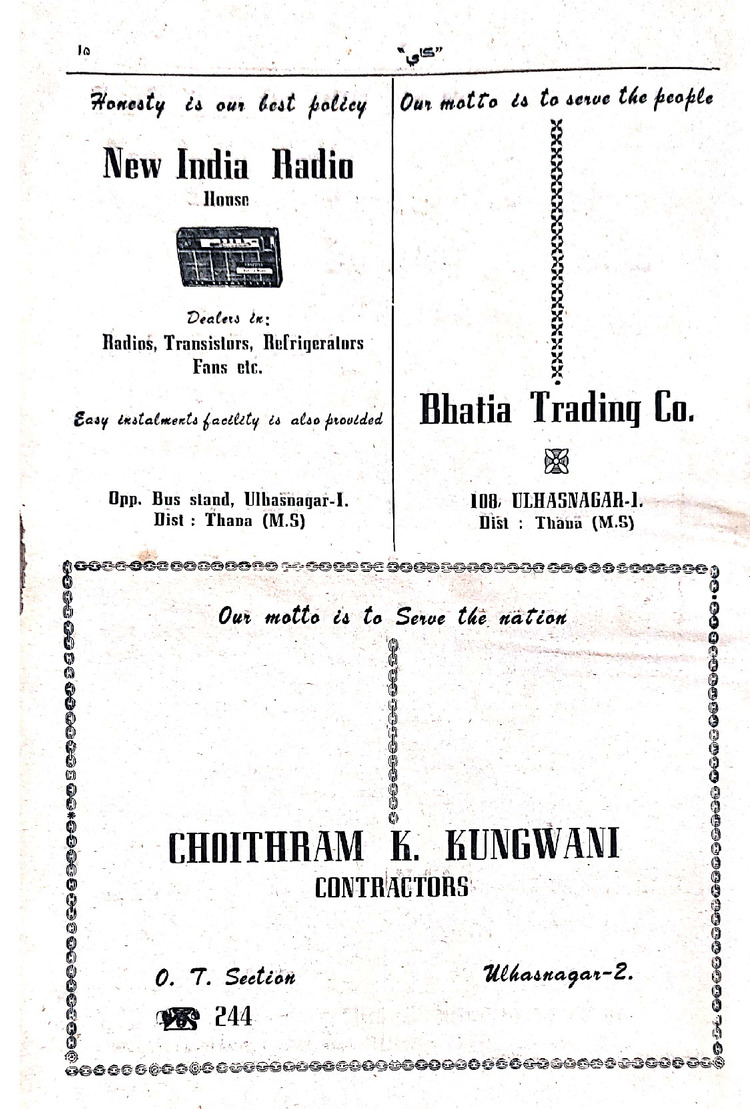 ۱۵
“ڪاڪي”
Honesty is our best policy
New India Radio
House
Dealers in:
Radios, Transistors, Refrigerators
Fans etc.
Easy instalments facility is also provided
Opp. Bus stand, Ulhasnagar-1.
Dist : Thana (M.S)
Our motto is to serve the people
Bhatia Trading Co.
108, ULHASNAGAR-1.
Dist : Thana (M.S)
Our motto is to Serve the nation
CHOITHRAM K. KUNGWANI
CONTRACTORS
O. T. Section
Ulhasnagar-2.
244